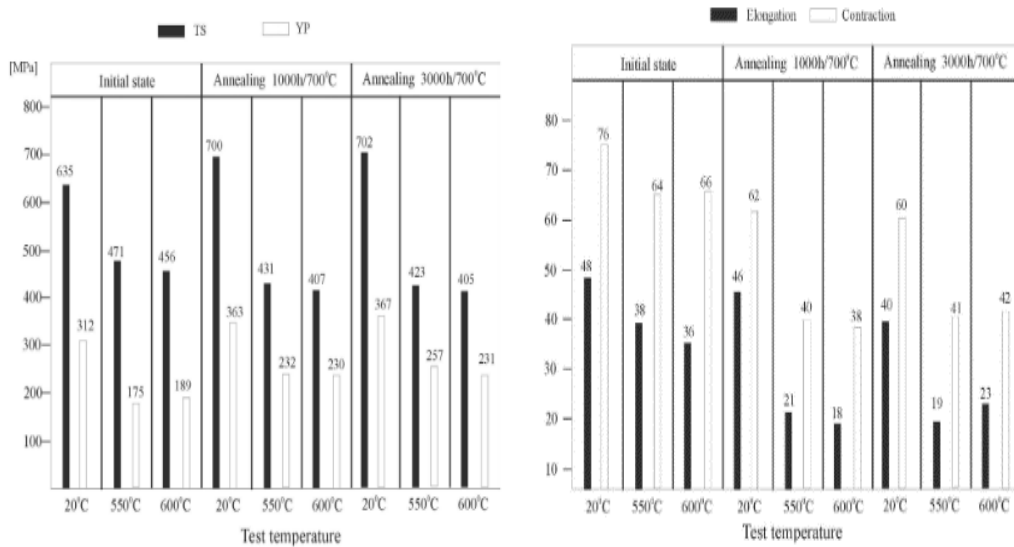 TS YP
[MPa]
Initial state Annealing 1000h/700°C Annealing 3000h/700°C
800
700
600
500
400
300
200
100
635 312 471 175 456 189 700 363 431 232 407 230 702 367 423 257 405 231
20°C 550°C 600°C 20°C 550°C 600°C 20°C 550°C 600°C
Test temperature
Elongation Contraction
Initial state Annealing 1000h/700°C Annealing 3000h/700°C
80
70
60
50
40
30
20
10
48 76 38 64 36 66 46 62 21 40 18 38 40 60 19 41 23 42
20°C 550°C 600°C 20°C 550°C 600°C 20°C 550°C 600°C
Test temperature